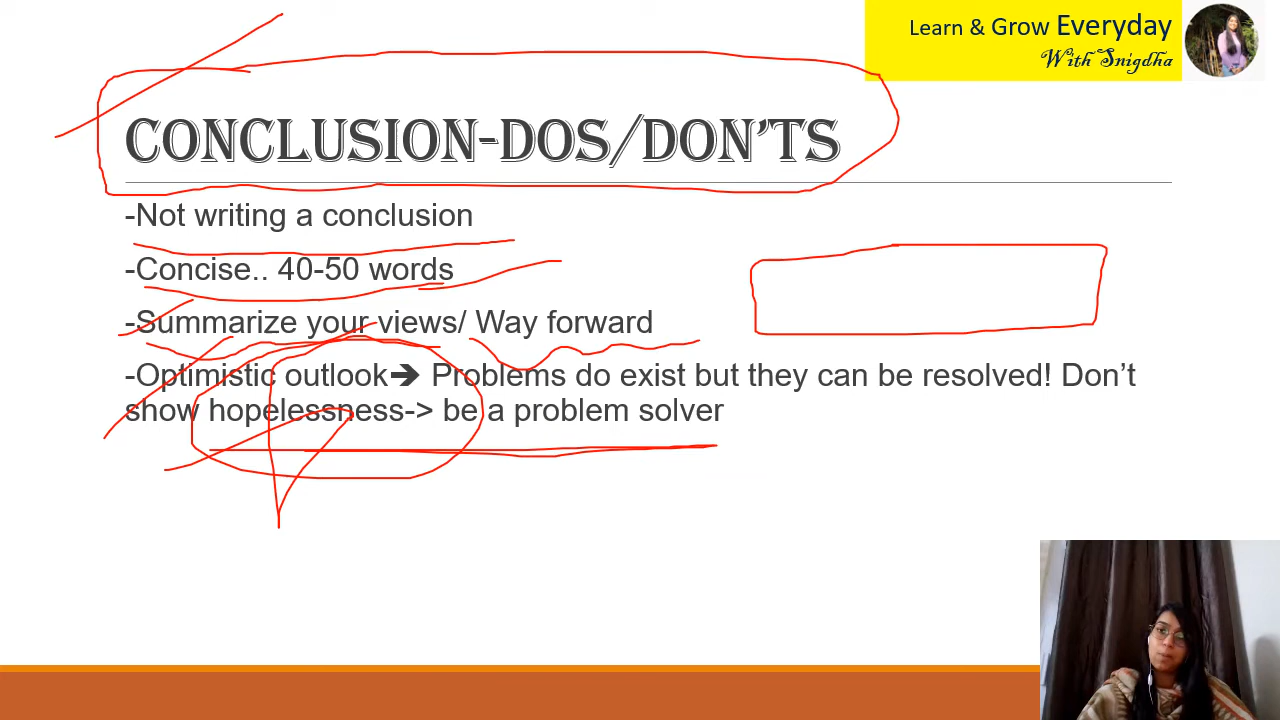 Learn & Grow Everyday
With Snigdha
CONCLUSION-DOS/DON'TS
-Not writing a conclusion
-Concise.. 40-50 words
-Summarize your views/ Way forward
-Optimistic outlook➔ Problems do exist but they can be resolved! Don't
show hopelessness-> be a problem solver